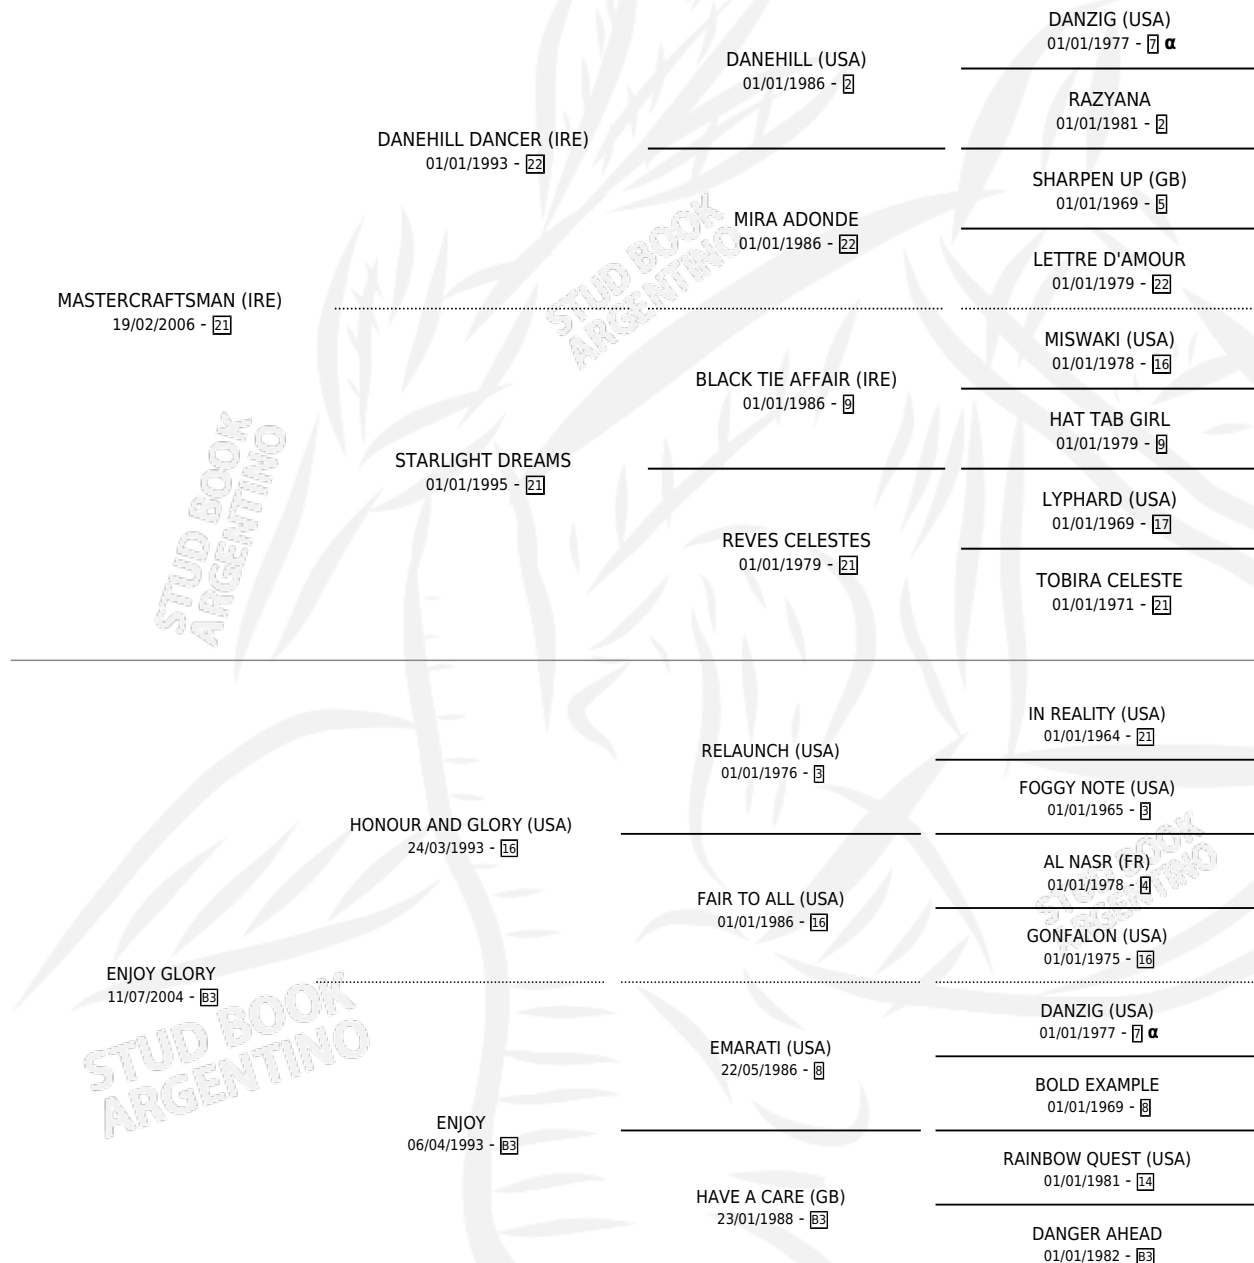 DANZIG (USA)
01/01/1977 - 7 α
DANEHILL (USA)
01/01/1986 - 2
RAZYANA
01/01/1981 - 2
DANEHILL DANCER (IRE)
01/01/1993 - 22
SHARPEN UP (GB)
01/01/1969 - 5
MIRA ADONDE
01/01/1986 - 22
LETTRE D'AMOUR
01/01/1979 - 22
MASTERCRAFTSMAN (IRE)
19/02/2006 - 21
MISWAKI (USA)
01/01/1978 - 16
BLACK TIE AFFAIR (IRE)
01/01/1986 - 9
HAT TAB GIRL
01/01/1979 - 9
STARLIGHT DREAMS
01/01/1995 - 21
LYPHARD (USA)
01/01/1969 - 17
REVES CELESTES
01/01/1979 - 21
TOBIRA CELESTE
01/01/1971 - 21
IN REALITY (USA)
01/01/1964 - 21
RELAUNCH (USA)
01/01/1976 - 3
FOGGY NOTE (USA)
01/01/1965 - 3
HONOUR AND GLORY (USA)
24/03/1993 - 16
AL NASR (FR)
01/01/1978 - 4
FAIR TO ALL (USA)
01/01/1986 - 16
GONFALON (USA)
01/01/1975 - 16
ENJOY GLORY
11/07/2004 - B3
DANZIG (USA)
01/01/1977 - 7 α
EMARATI (USA)
22/05/1986 - 8
BOLD EXAMPLE
01/01/1969 - 8
ENJOY
06/04/1993 - B3
RAINBOW QUEST (USA)
01/01/1981 - 14
HAVE A CARE (GB)
23/01/1988 - B3
DANGER AHEAD
01/01/1982 - B3
STUD BOOK
ARGENTINO
STUD BOOK
ARGENTINO
STUD BOOK
ARGENTINO
STUD BOOK
ARGENTINO